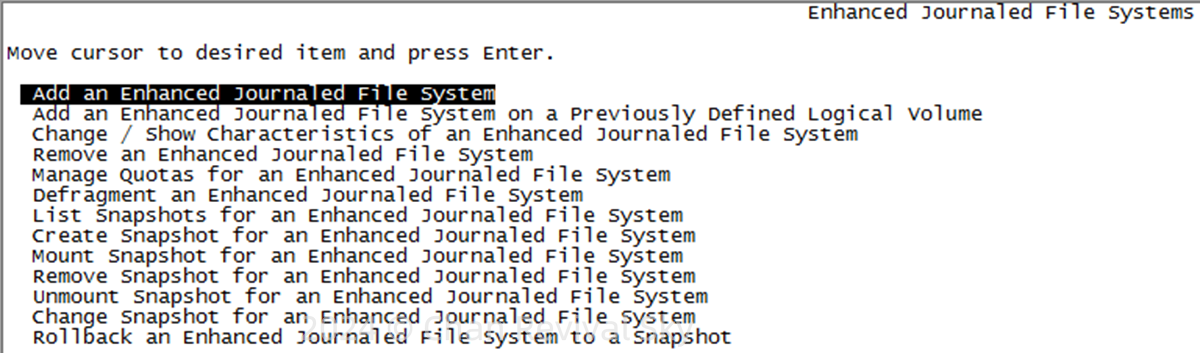 Enhanced Journaled File Systems
Move cursor to desired item and press Enter.
Add an Enhanced Journaled File System
Add an Enhanced Journaled File System on a Previously Defined Logical Volume
Change / Show Characteristics of an Enhanced Journaled File System
Remove an Enhanced Journaled File System
Manage Quotas for an Enhanced Journaled File System
Defragment an Enhanced Journaled File System
List Snapshots for an Enhanced Journaled File System
Create Snapshot for an Enhanced Journaled File System
Mount Snapshot for an Enhanced Journaled File System
Remove Snapshot for an Enhanced Journaled File System
Unmount Snapshot for an Enhanced Journaled File System
Change Snapshot for an Enhanced Journaled File System
2024 © Chan Revival Sky
Rollback an Enhanced Journaled File System to a Snapshot